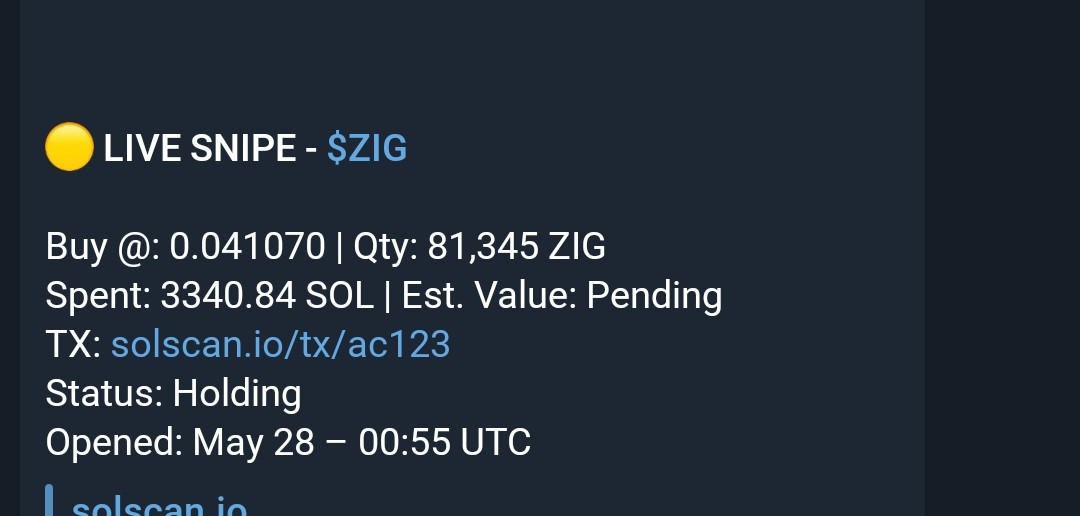 LIVE SNIPE - $ZIG
Buy @: 0.041070 | Qty: 81,345 ZIG
Spent: 3340.84 SOL | Est. Value: Pending
TX: solscan.io/tx/ac123
Status: Holding
Opened: May 28 – 00:55 UTC
solscan.io